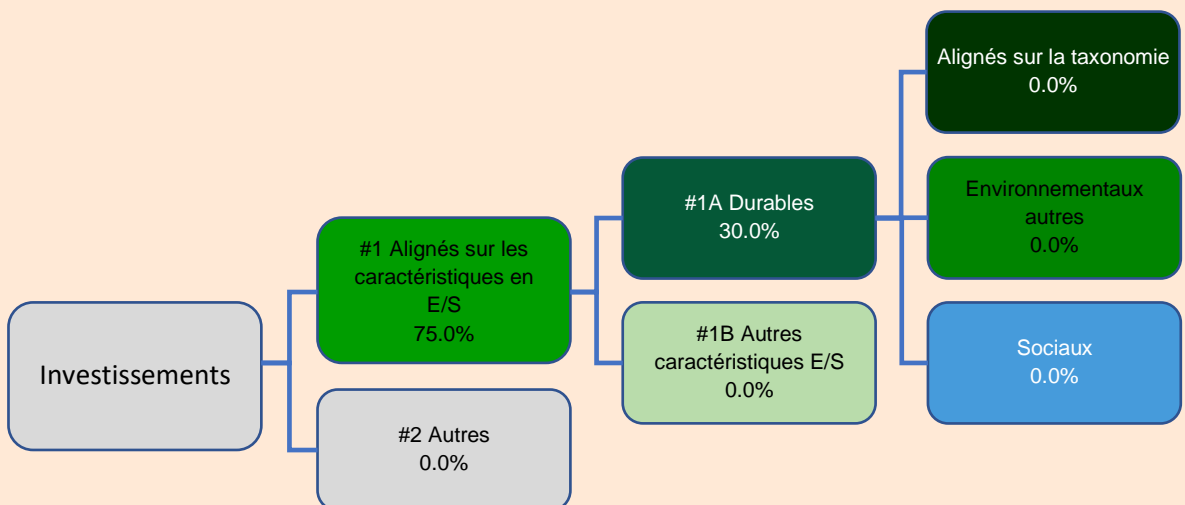 Investissements
#1 Alignés sur les
caractéristiques en
E/S
75.0%
#2 Autres
0.0%
#1A Durables
30.0%
#1B Autres
caractéristiques E/S
0.0%
Alignés sur la taxonomie
0.0%
Environnementaux
autres
0.0%
Sociaux
0.0%